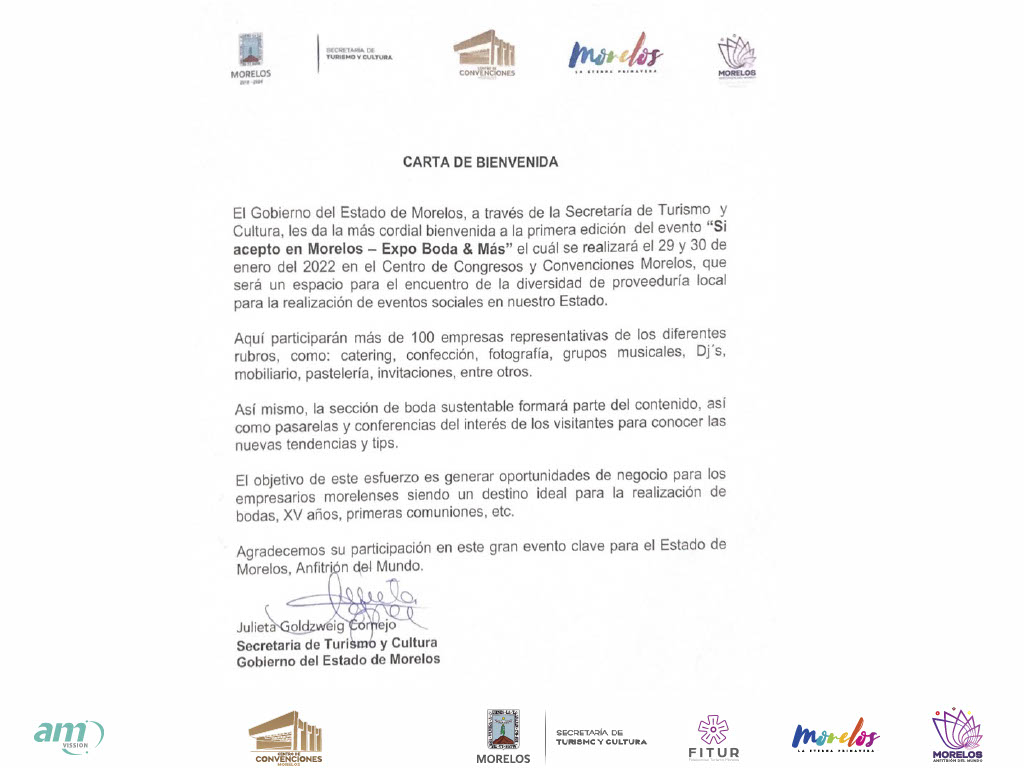 MORELOS
2018 - 2024
SECRETARÍA DE
TURISMO Y CULTURA
CENTRO DE
CONVENCIONES
MORELOS
Morelos
LA ETERNA PRIMAVERA
MORELOS
ANFITRIÓN DEL MUNDO
CARTA DE BIENVENIDA
El Gobierno del Estado de Morelos, a través de la Secretaría de Turismo y
Cultura, les da la más cordial bienvenida a la primera edición del evento “Si
acepto en Morelos – Expo Boda & Más” el cuál se realizará el 29 y 30 de
enero del 2022 en el Centro de Congresos y Convenciones Morelos, que
será un espacio para el encuentro de la diversidad de proveeduría local
para la realización de eventos sociales en nuestro Estado.
Aquí participarán más de 100 empresas representativas de los diferentes
rubros, como: catering, confección, fotografía, grupos musicales, Dj´s,
mobiliario, pastelería, invitaciones, entre otros.
Así mismo, la sección de boda sustentable formará parte del contenido, así
como pasarelas y conferencias del interés de los visitantes para conocer las
nuevas tendencias y tips.
El objetivo de este esfuerzo es generar oportunidades de negocio para los
empresarios morelenses siendo un destino ideal para la realización de
bodas, XV años, primeras comuniones, etc.
Agradecemos su participación en este gran evento clave para el Estado de
Morelos, Anfitrión del Mundo.
Julieta Goldzweig Cornejo
Secretaria de Turismo y Cultura
Gobierno del Estado de Morelos
am
VISSION
CENTRO DE
CONVENCIONES
MORELOS
MORELOS
SECRETARÍA DE
TURISMO Y CULTURA
FITUR
Morelos
LA ETERNA PRIMAVERA
MORELOS
ANFITRIÓN DEL MUNDO